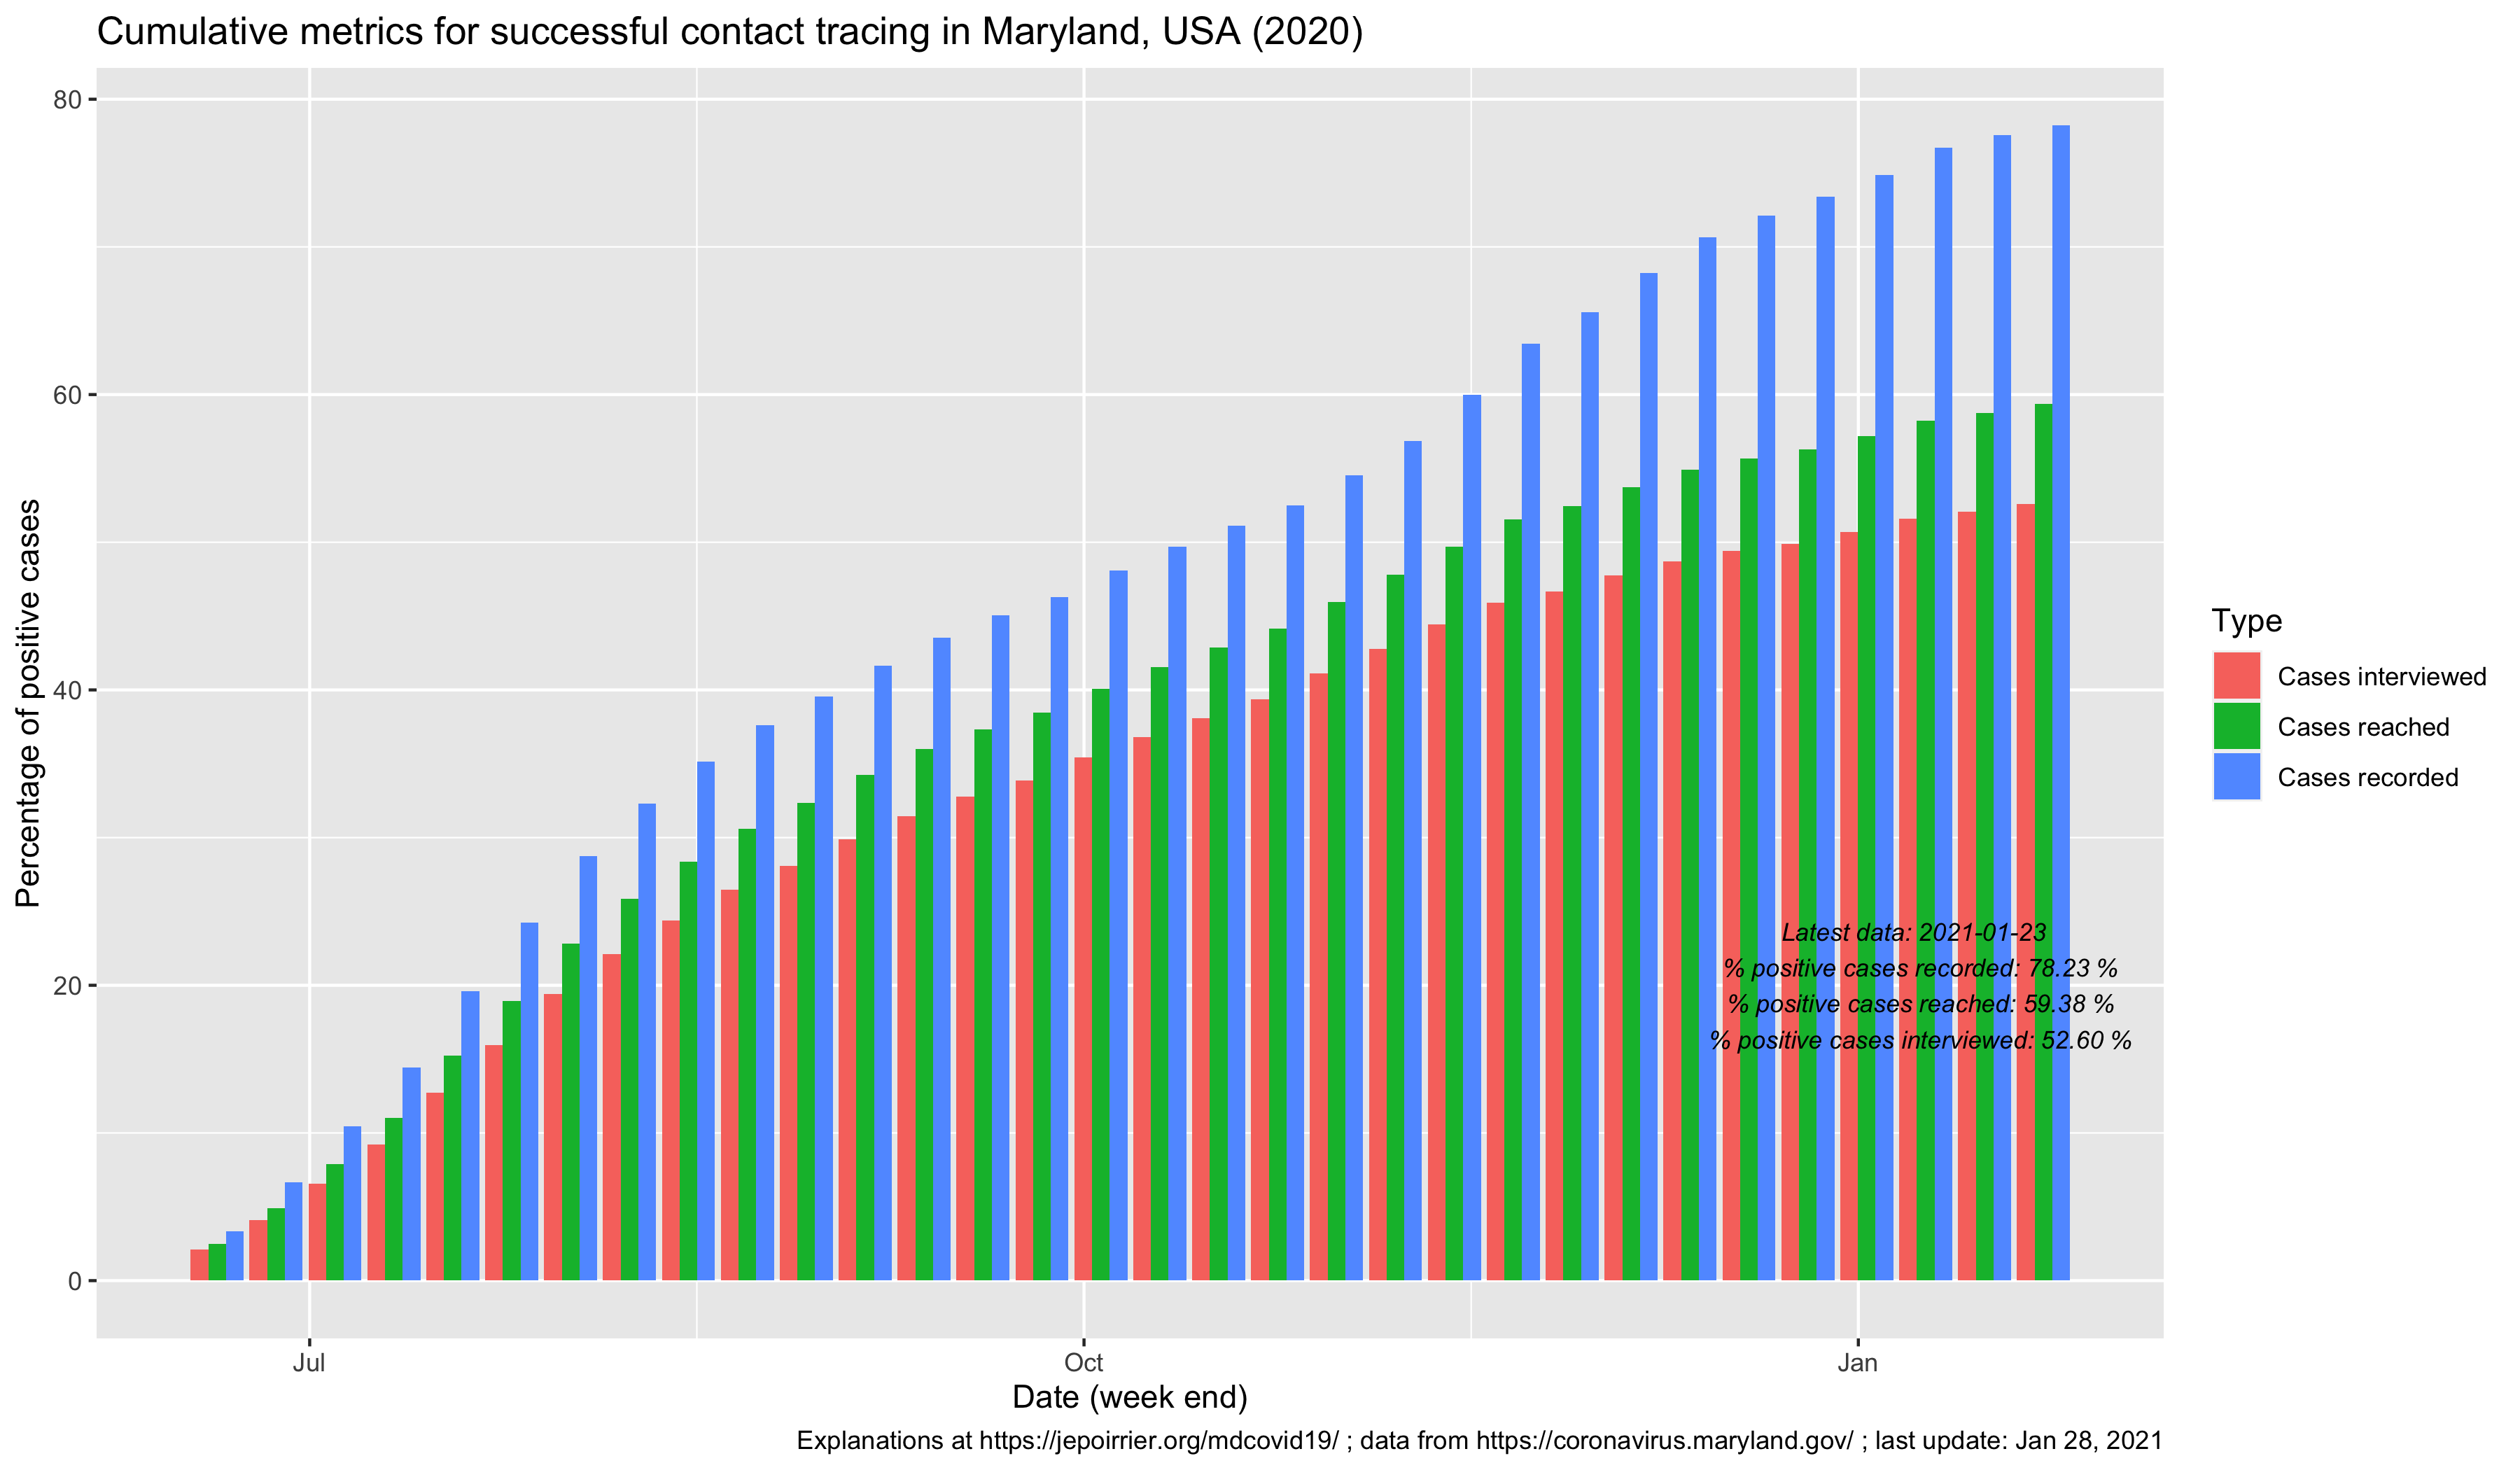 Cumulative metrics for successful contact tracing in Maryland, USA (2020)
Percentage of positive cases
80
60
40
20
0
Latest data: 2021-01-23
% positive cases recorded: 78.23 %
% positive cases reached: 59.38 %
% positive cases interviewed: 52.60 %
Type
Cases interviewed
Cases reached
Cases recorded
Jul Oct Jan
Date (week end)
Explanations at https://jepoirrier.org/mdcovid19/ ; data from https://coronavirus.maryland.gov/ ; last update: Jan 28, 2021